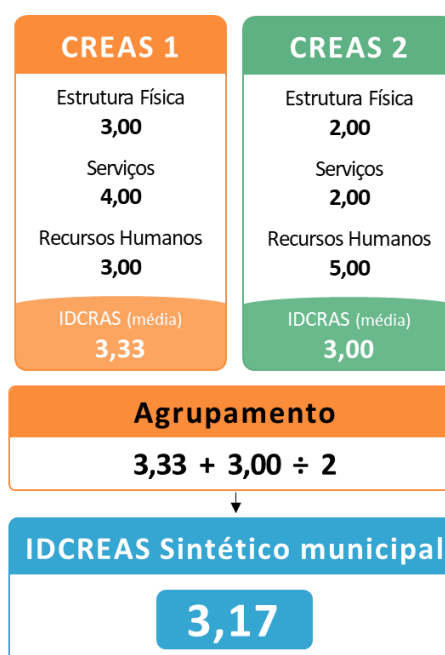 CREAS 1
Estrutura Física
3,00
Serviços
4,00
Recursos Humanos
3,00
IDCRAS (média)
3,33
CREAS 2
Estrutura Física
2,00
Serviços
2,00
Recursos Humanos
5,00
IDCRAS (média)
3,00
Agrupamento
3,33 + 3,00 ÷ 2
IDCREAS Sintético municipal
3,17